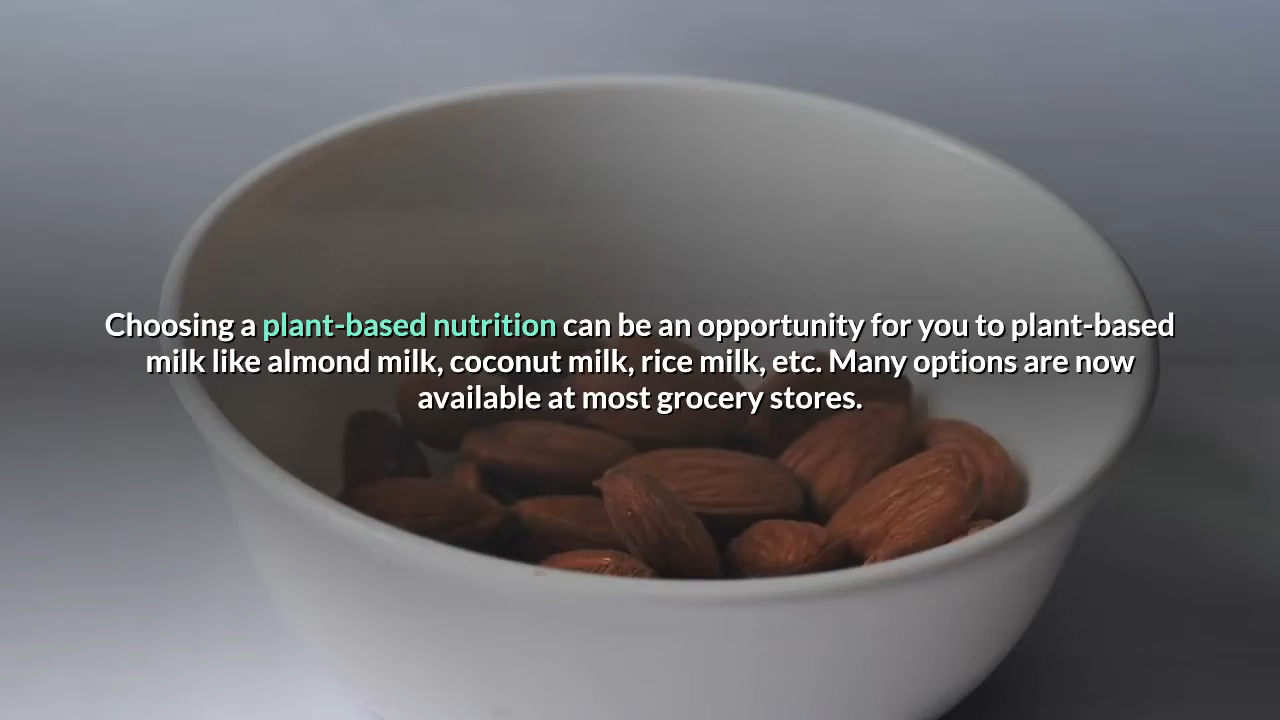 Choosing a plant-based nutrition can be an opportunity for you to plant-based
milk like almond milk, coconut milk, rice milk, etc. Many options are now
available at most grocery stores.